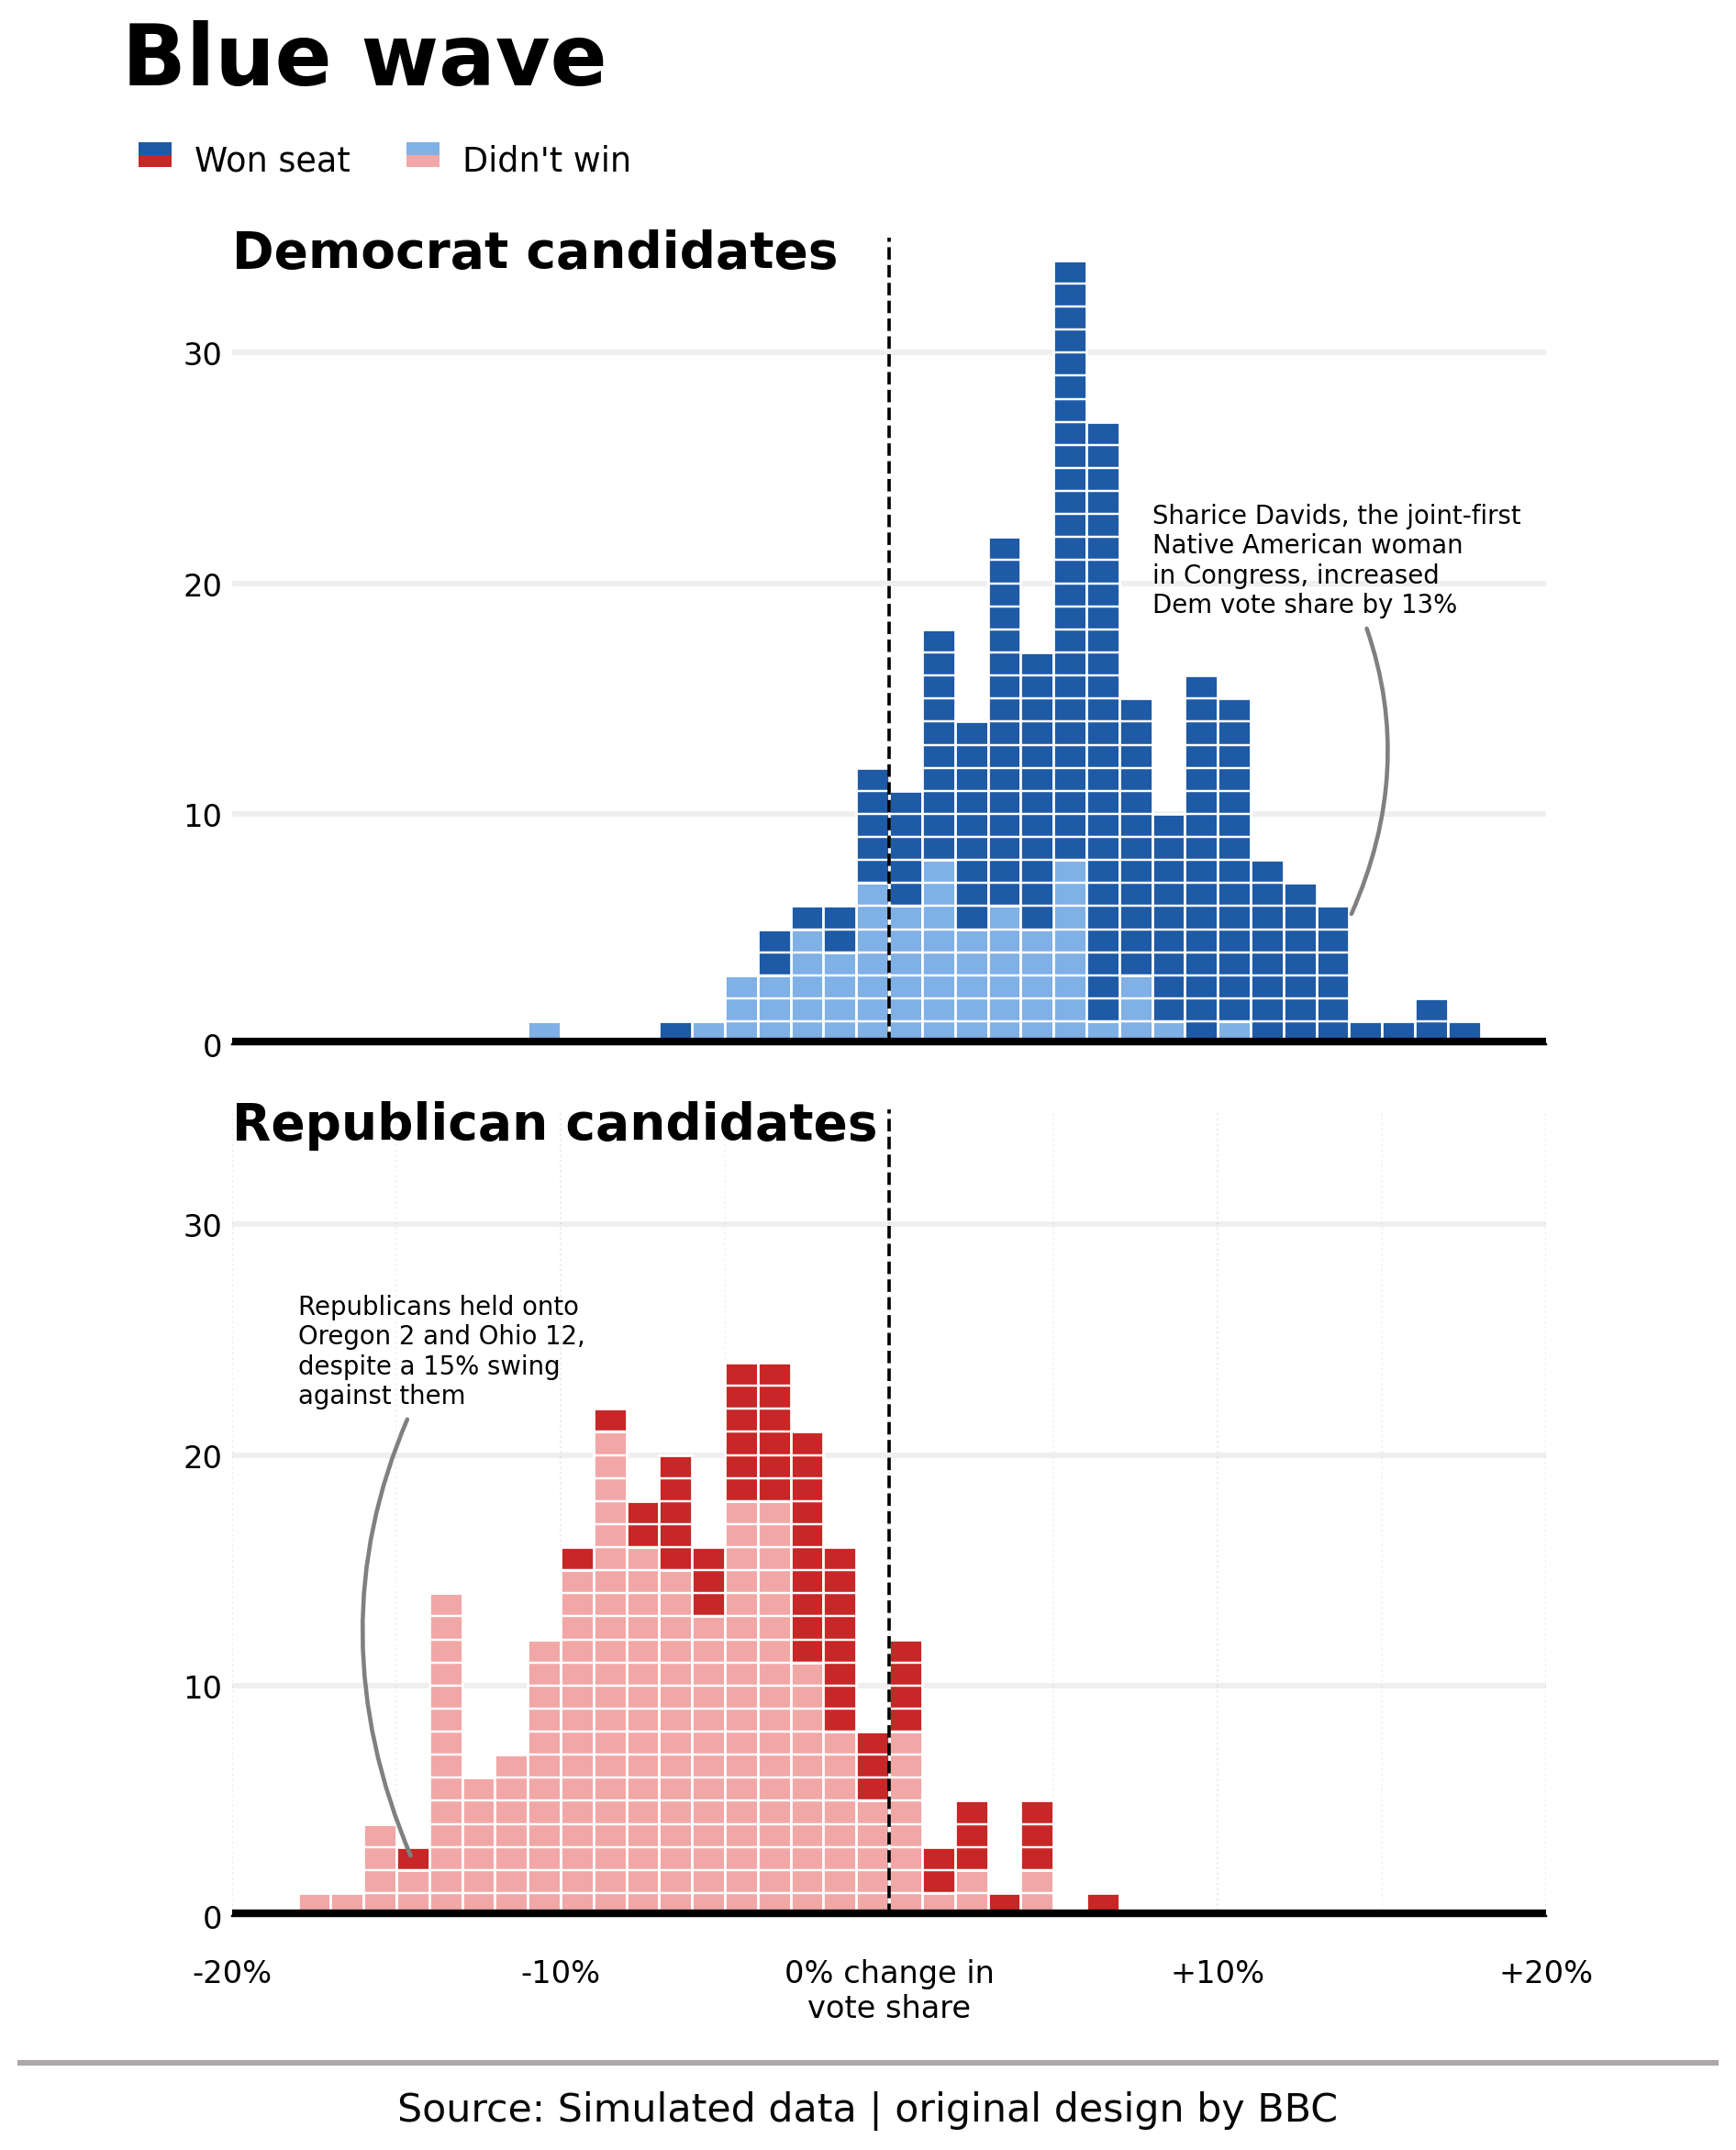 Blue wave
Won seat
Didn't win
Democrat candidates
30
20
10
0
Sharice Davids, the joint-first
Native American woman
in Congress, increased
Dem vote share by 13%
Republican candidates
30
20
10
0
Republicans held onto
Oregon 2 and Ohio 12,
despite a 15% swing
against them
-20%
-10%
0% change in
vote share
+10%
+20%
Source: Simulated data | original design by BBC